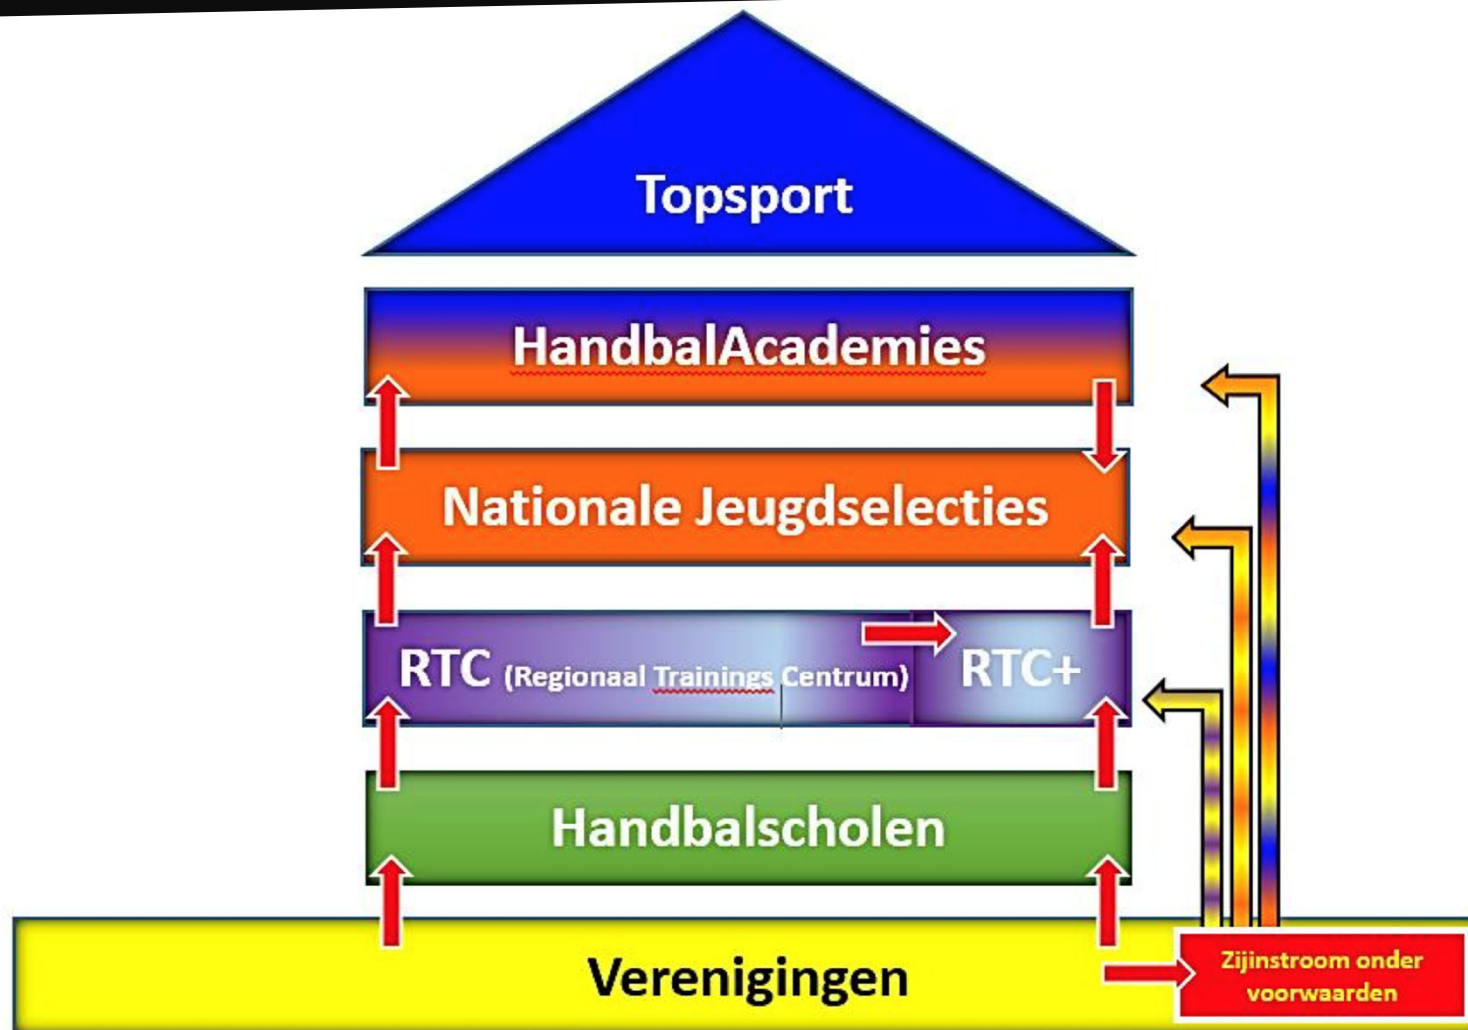 Topsport
HandbalAcademies
Nationale Jeugdselecties
RTC (Regionaal Trainings Centrum) RTC+
Handbalscholen
Verenigingen
Zijinstroom onder
voorwaarden